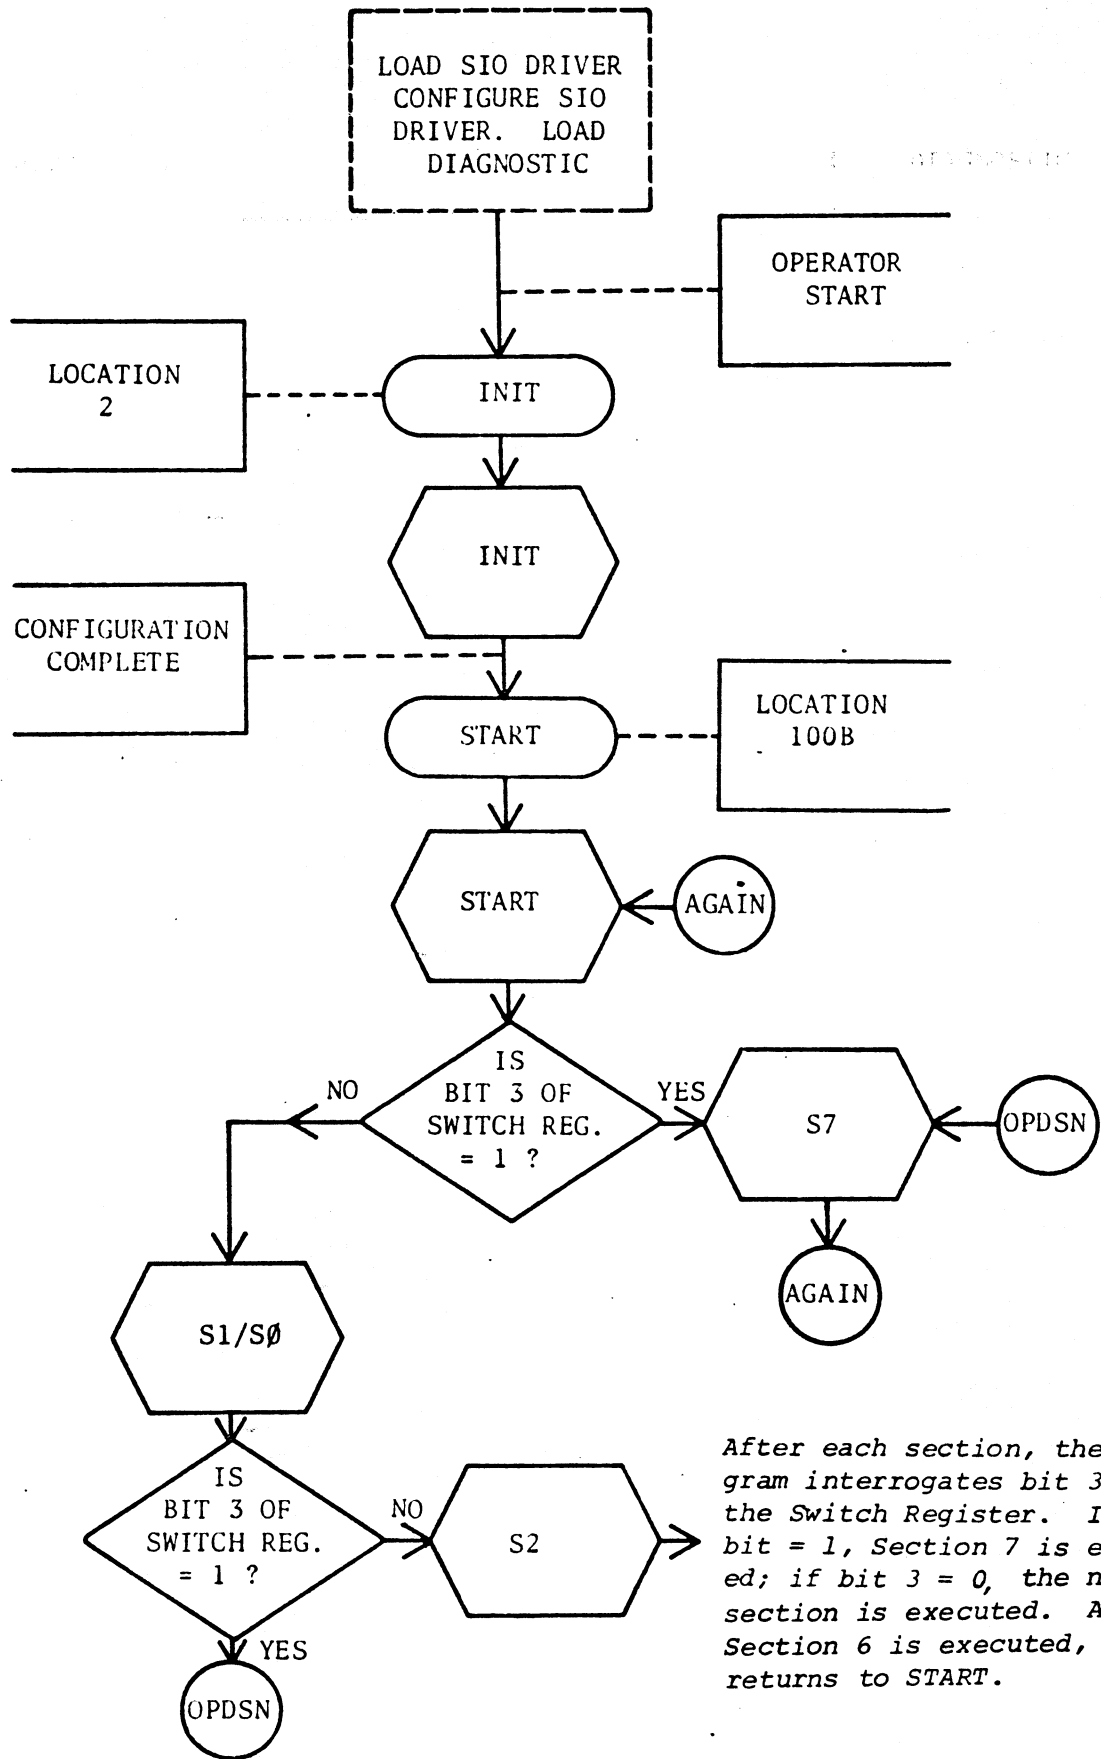 LOAD SIO DRIVER
CONFIGURE SIO
DRIVER. LOAD
DIAGNOSTIC
OPERATOR
START
LOCATION
2
INIT
INIT
CONFIGURATION
COMPLETE
START
LOCATION
100B
START
AGAIN
IS
BIT 3 OF
SWITCH REG.
= 1 ?
NO
YES
S7
OPDSN
AGAIN
S1/SØ
IS
BIT 3 OF
SWITCH REG.
= 1 ?
NO
YES
S2
OPDSN
After each section, the
gram interrogates bit 3
the Switch Register. I
bit = 1, Section 7 is e
ed; if bit 3 = 0, the n
section is executed. A
Section 6 is executed,
returns to START.